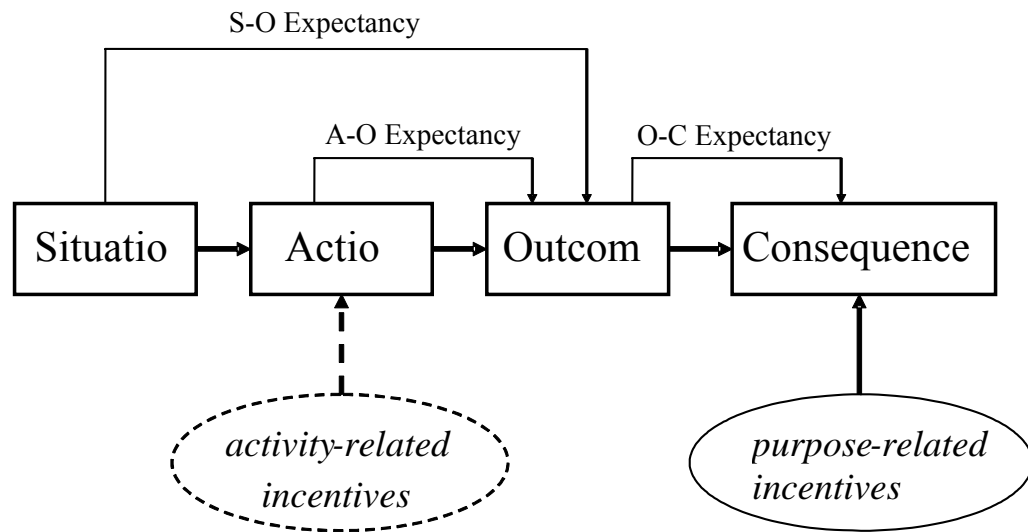 S-O Expectancy
A-O Expectancy
O-C Expectancy
Situatio
Actio
Outcom
Consequence
activity-related
incentives
purpose-related
incentives